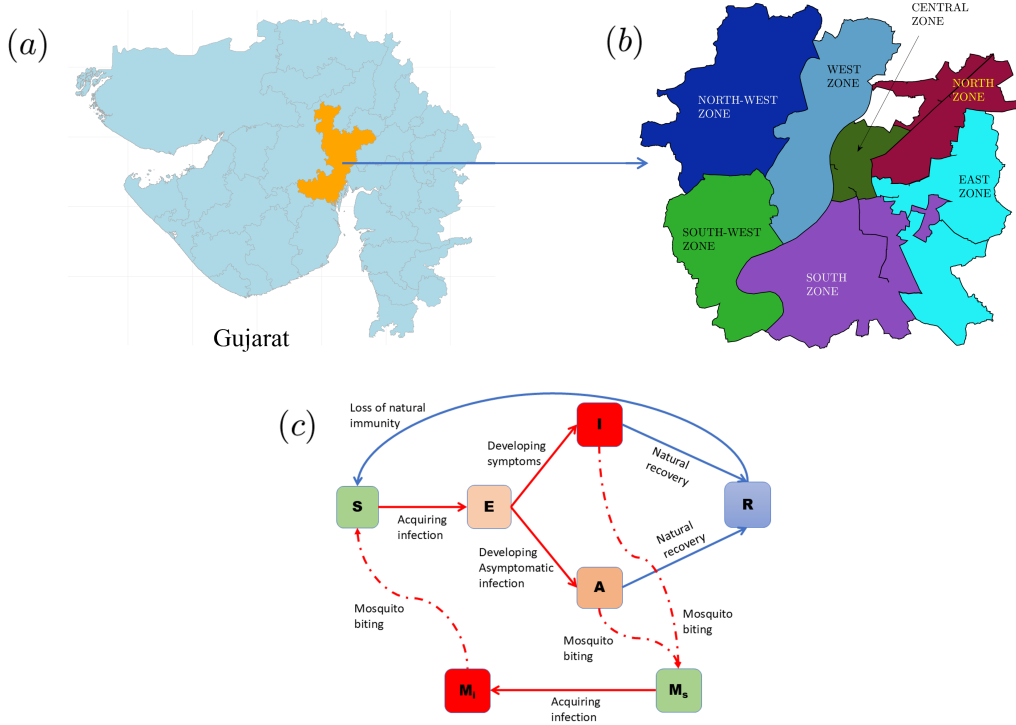 (a)
Gujarat
(b)
CENTRAL
ZONE
WEST
ZONE
NORTH
ZONE
NORTH-WEST
ZONE
EAST
ZONE
SOUTH-WEST
ZONE
SOUTH
ZONE
(c)
Loss of natural
immunity
I
Developing
symptoms
Natural
recovery
S
E
R
Acquiring
infection
Natural
recovery
Developing
Asymptomatic
infection
A
Mosquito
biting
Mosquito
biting
Mosquito
biting
Mi
Ms
Acquiring
infection